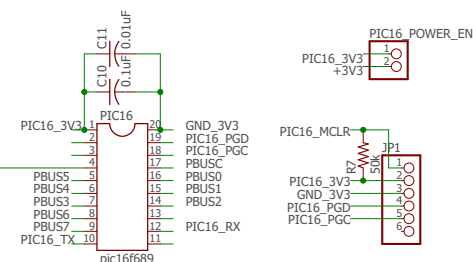 C11
0.01uF
C10
0.1uF
PIC16
PIC16_3V3 1 20 GND_3V3
2 19 PIC16_PGD
3 18 PIC16_PGC
4 17 PBUSC
PBUS5 5 16 PBUS0
PBUS4 6 15 PBUS1
PBUS3 7 14 PBUS2
PBUS6 8 13
PBUS7 9 12 PIC16_RX
PIC16_TX 10 11
pic16f689
PIC16_POWER_EN
PIC16_3V3 1
+3V3 2
PIC16_MCLR
JP1
R7
50k
1
PIC16_3V3 2
GND_3V3 3
PIC16_PGD 4
PIC16_PGC 5
6